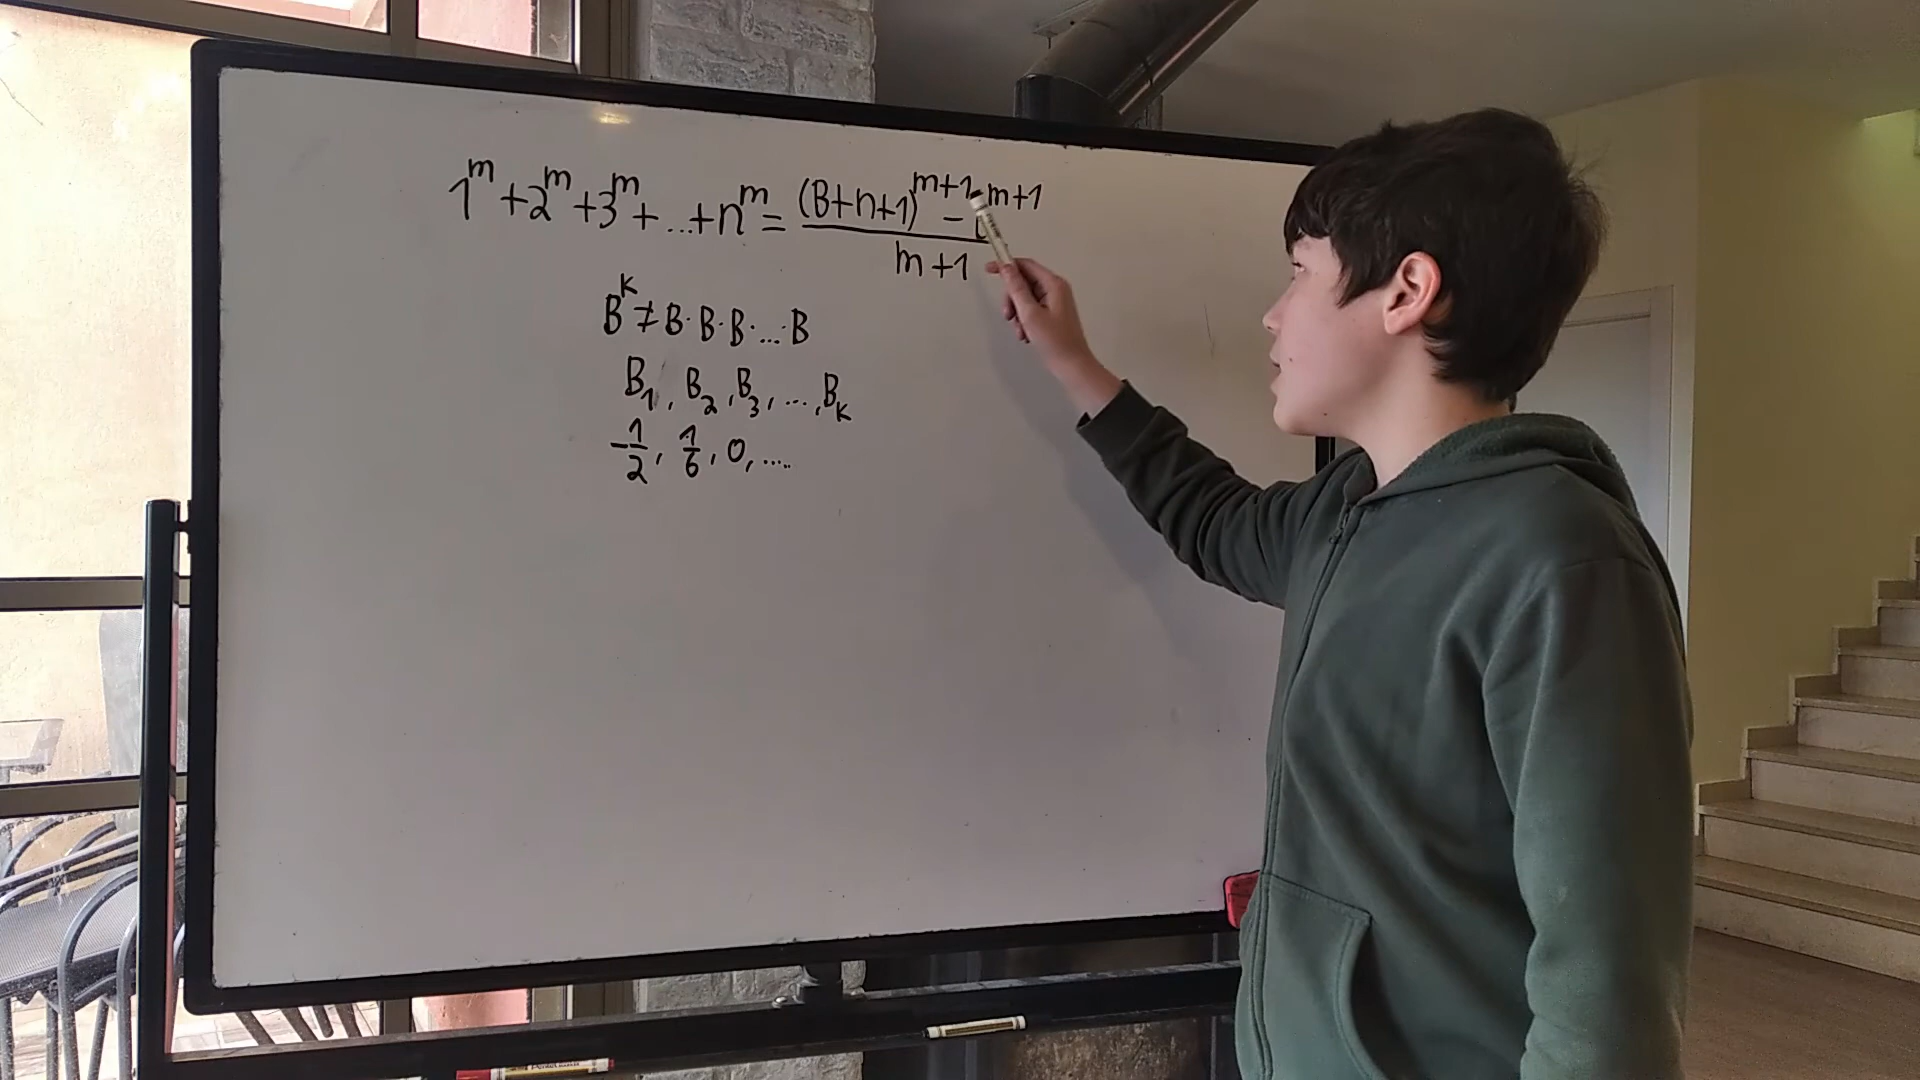 1^m + 2^m + 3^m + ... + n^m = ((B+n+1)^(m+1) - ^(m+1)) / (m+1)
B^k ≠ B·B·B·...·B
B_1, B_2, B_3, ..., B_k
-1/2, 1/6, 0, .....